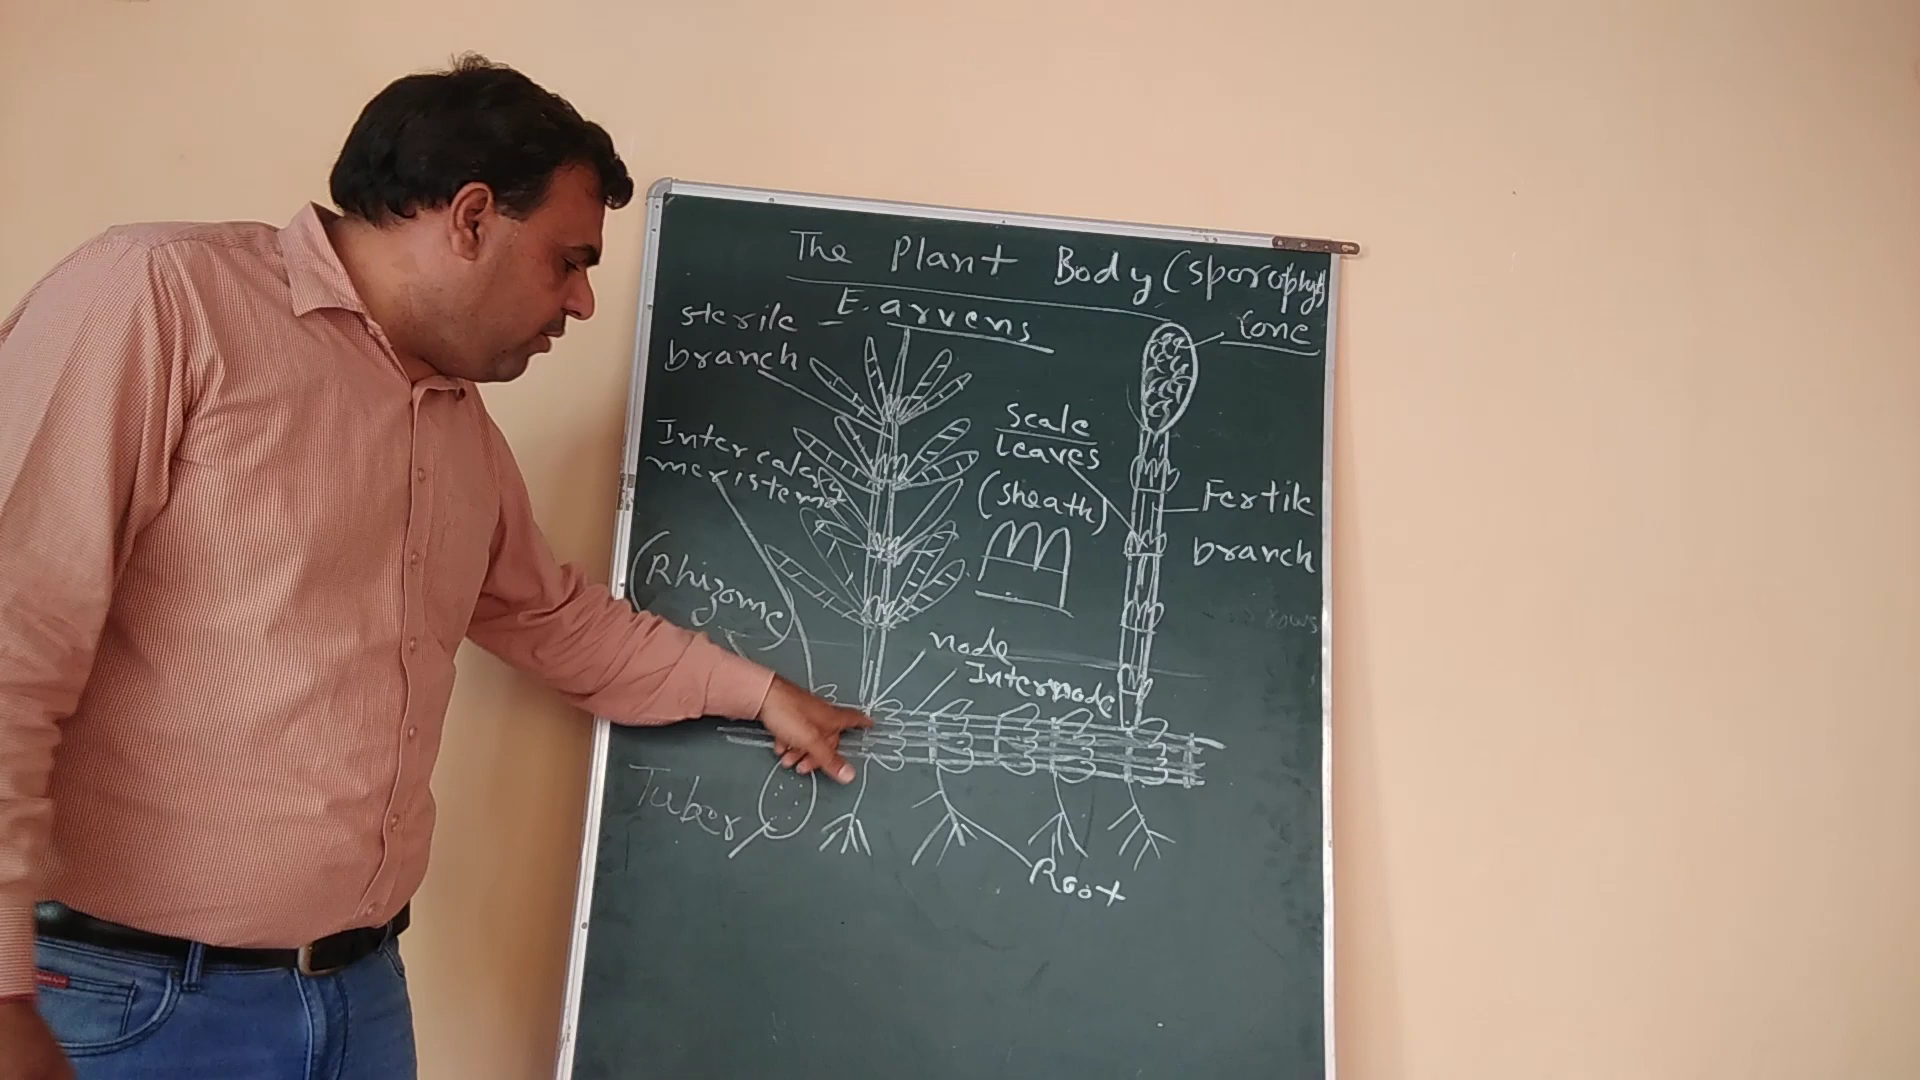 The Plant Body (Sporophyte)
E. arvens
Cone
sterile
branch
Scale
Leaves
(Sheath)
Intercalary
meristems
Fertile
branch
(Rhizome)
node
Internode
Tuber
Root